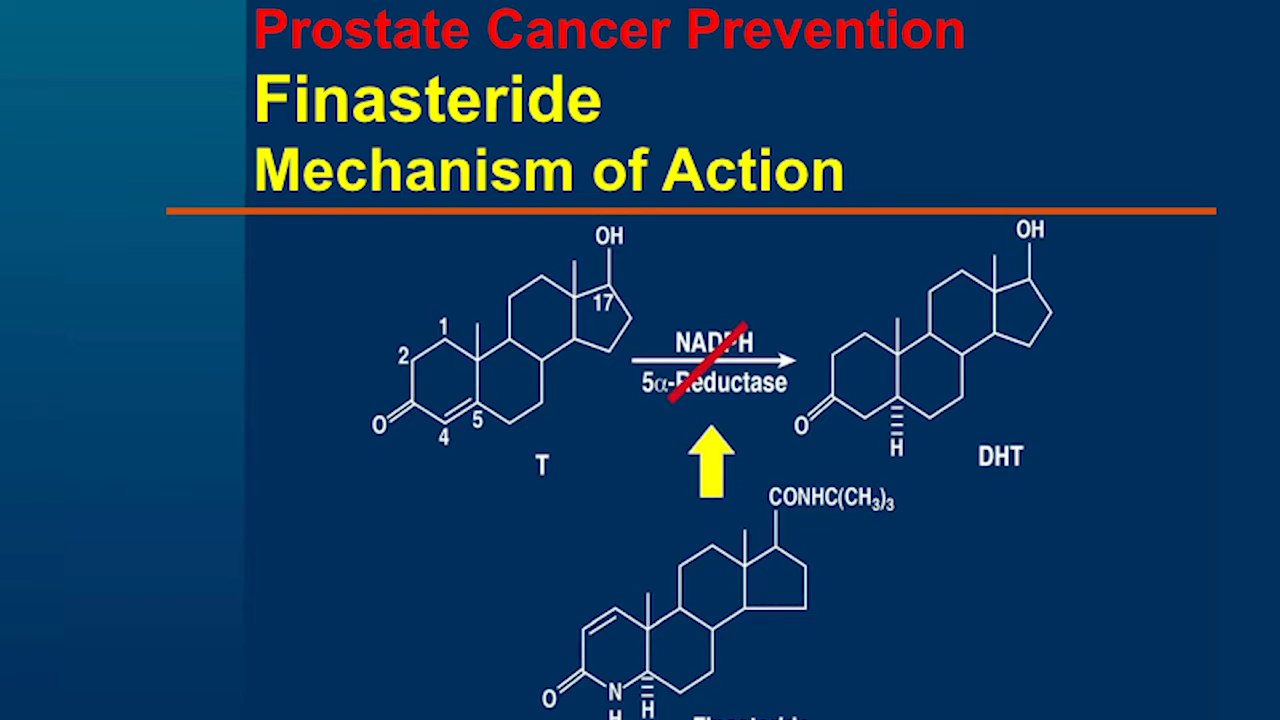 Prostate Cancer Prevention
Finasteride
Mechanism of Action
OH
17
1
2
O
4
5
T
NADPH
5α-Reductase
OH
O
H
DHT
CONHC(CH₃)₃
O
N
H
H
Finasteride